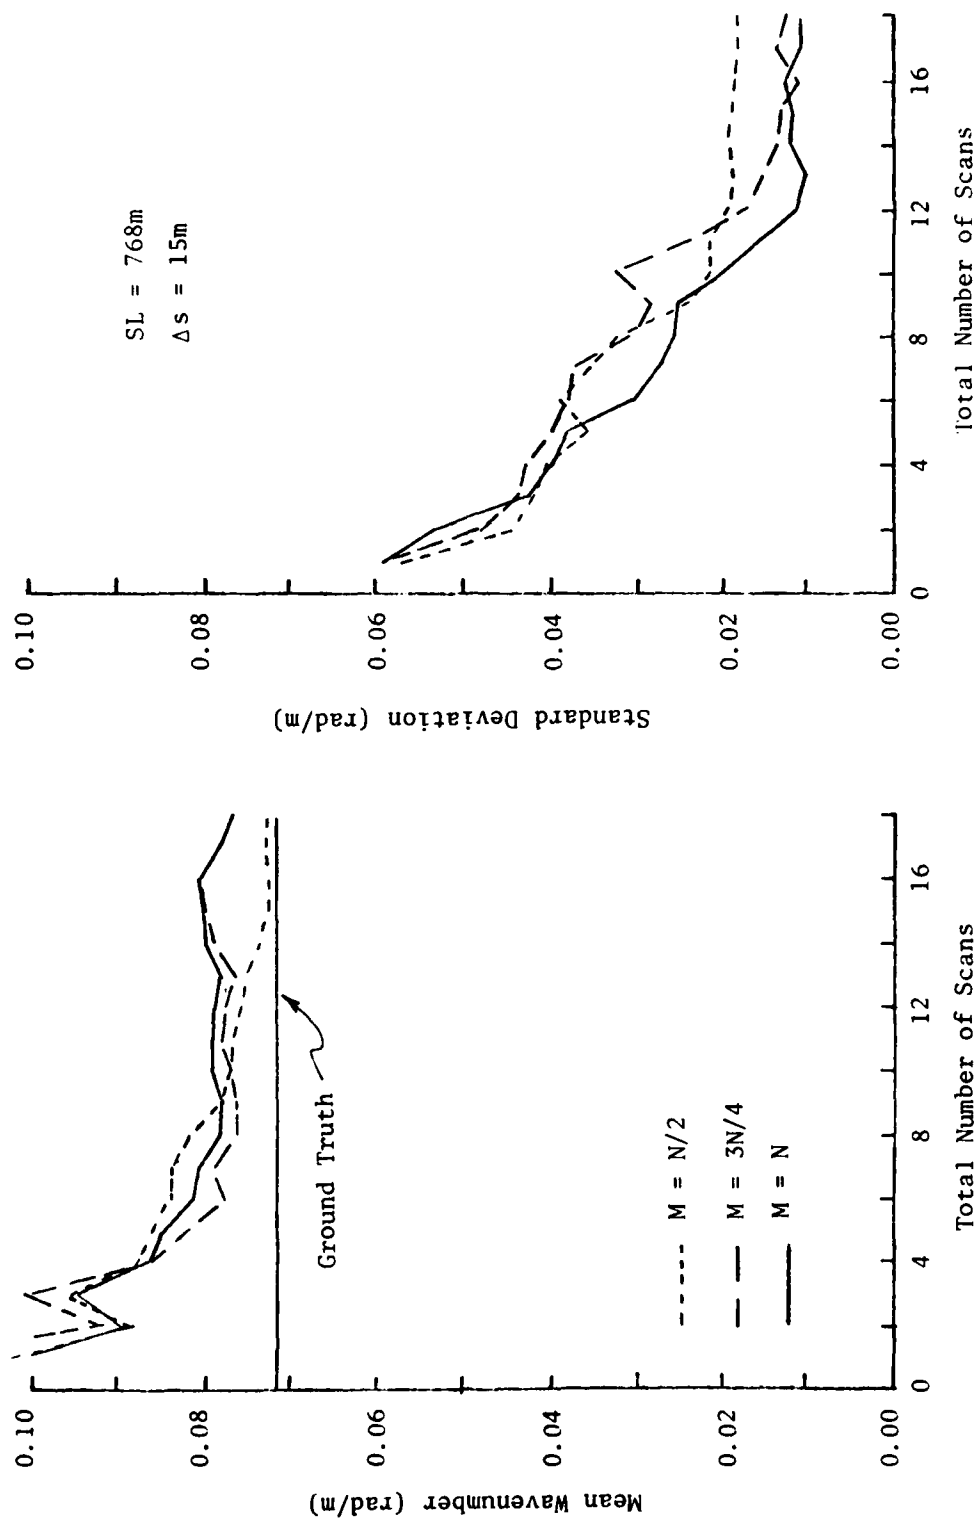 Mean Wavenumber (rad/m)
0.10
0.08
0.06
0.04
0.02
0.00
0
4
8
12
16
Total Number of Scans
Ground Truth
M = N/2
M = 3N/4
M = N
Standard Deviation (rad/m)
0.10
0.08
0.06
0.04
0.02
0.00
0
4
8
12
16
Total Number of Scans
SL = 768m
Δs = 15m